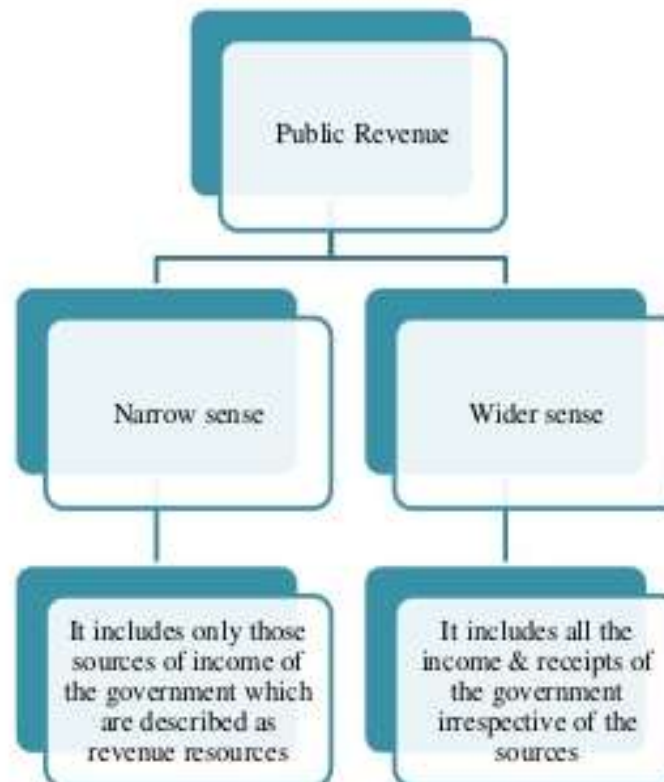 Public Revenue
Narrow sense
Wider sense
It includes only those
sources of income of
the government which
are described as
revenue resources
It includes all the
income & receipts of
the government
irrespective of the
sources